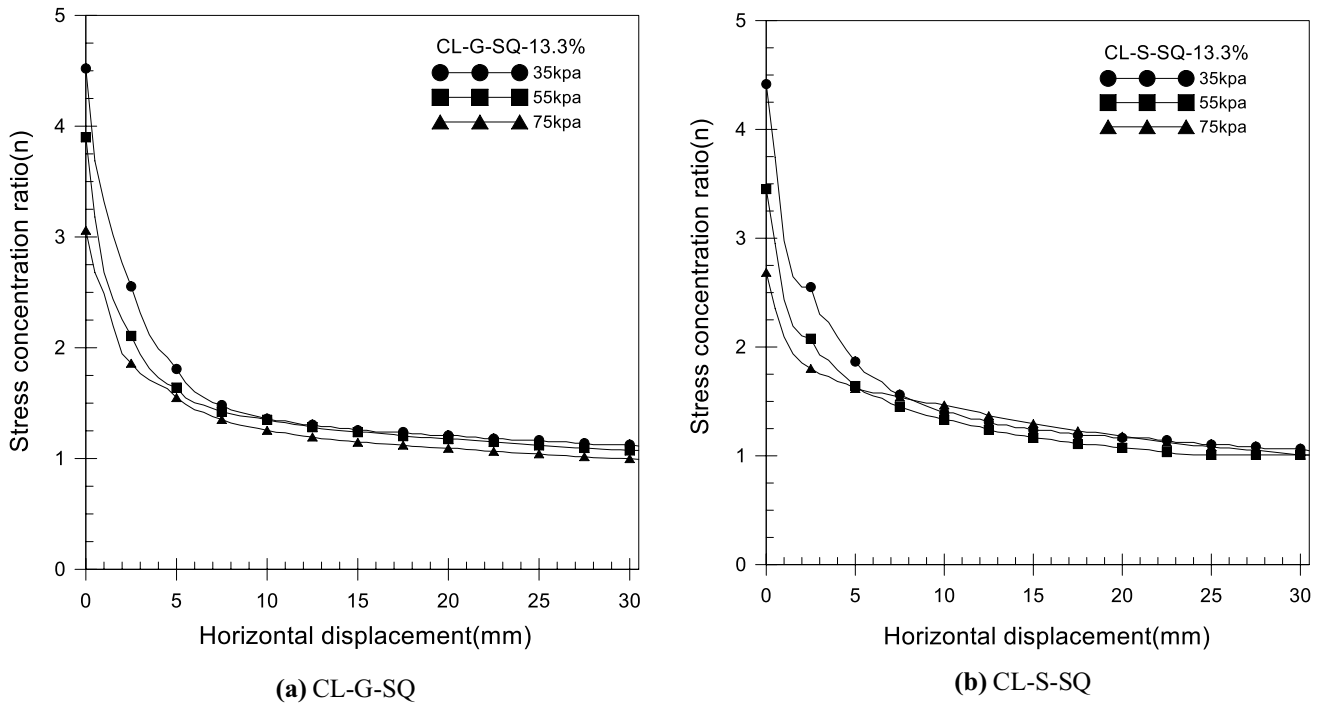 5
4
3
2
1
0
Stress concentration ratio(n)
CL-G-SQ-13.3%
35kpa
55kpa
75kpa
0 5 10 15 20 25 30
Horizontal displacement(mm)
(a) CL-G-SQ
5
4
3
2
1
0
Stress concentration ratio(n)
CL-S-SQ-13.3%
35kpa
55kpa
75kpa
0 5 10 15 20 25 30
Horizontal displacement(mm)
(b) CL-S-SQ